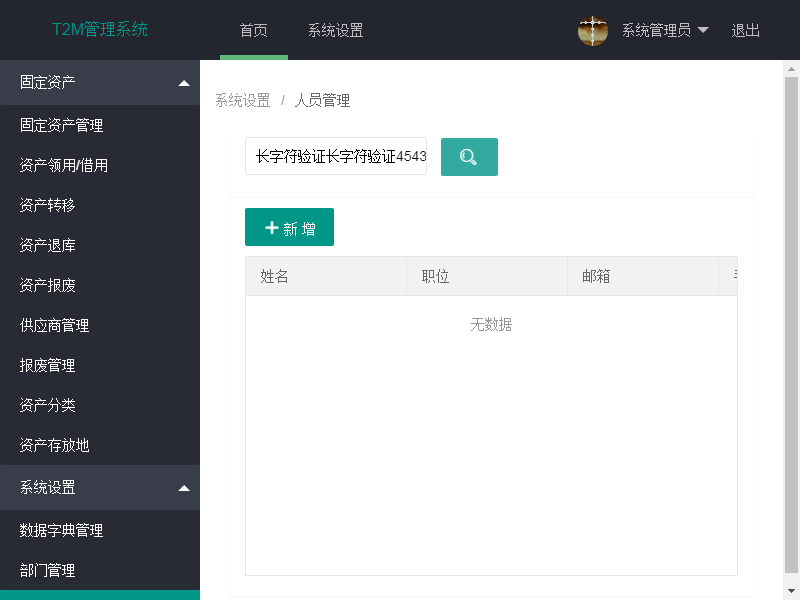 T2M管理系统
首页
系统设置
系统管理员
退出
固定资产
固定资产管理
资产领用/借用
资产转移
资产退库
资产报废
供应商管理
报废管理
资产分类
资产存放地
系统设置
数据字典管理
部门管理
系统设置 / 人员管理
长字符验证长字符验证4543
新增
姓名
职位
邮箱
无数据